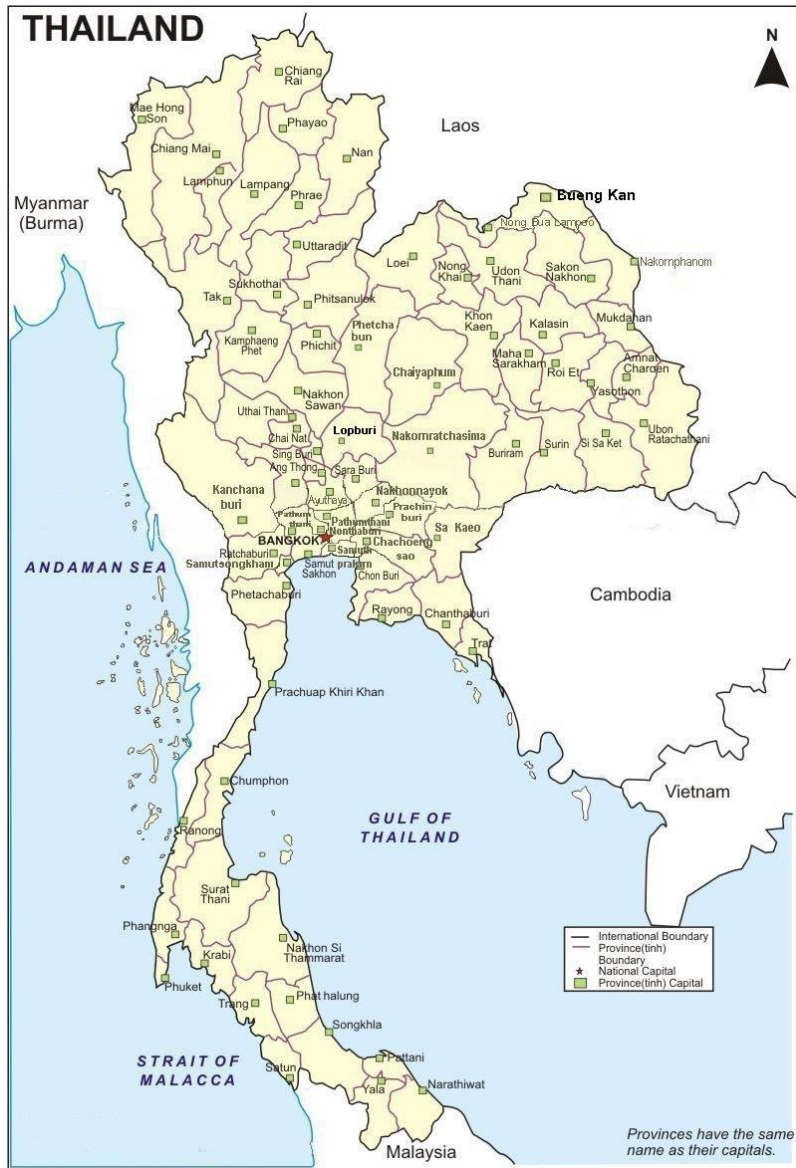 THAILAND
N
Chiang
Rai
Mae Hong
Son
Phayao
Laos
Chiang Mai
Nan
Lamphun
Lampang
Phrae
Myanmar
(Burma)
Bueng Kan
Nong Bua Lampoo
Uttaradit
Loei
Nong
Khai
Udon
Thani
Sakon
Nakhon
Nakornphanom
Sukhothai
Tak
Phitsanulok
Phetcha
bun
Khon
Kaen
Kalasin
Mukdahan
Kamphaeng
Phet
Phichit
Maha
Sarakham
Roi Et
Amnat
Charoen
Chaiyaphum
Yasothon
Nakhon
Sawan
Uthai Thani
Chai Nat
Lopburi
Nakornratchasima
Buriram
Surin
Si Sa Ket
Ubon
Ratachathani
Sing Buri
Ang Thong
Sara Buri
Kanchana
buri
Ayuthaya
Nakhonnayok
Prachin
buri
Pathum
thani
Pathumthani
Nonthaburi
Sa Kaeo
BANGKOK
Chachoeng
sao
Ratchaburi
Samutsongkham
Samut
Sakhon
Samuth
prakarn
Chon Buri
ANDAMAN SEA
Phetachaburi
Cambodia
Rayong
Chanthaburi
Trat
Prachuap Khiri Khan
Chumphon
Vietnam
Ranong
GULF OF
THAILAND
Surat
Thani
Phangnga
Krabi
Nakhon Si
Thammarat
International Boundary
Province(tinh)
Boundary
National Capital
Province(tinh) Capital
Phuket
Trang
Phat halung
Songkhla
STRAIT OF
MALACCA
Satun
Pattani
Yala
Narathiwat
Malaysia
Provinces have the same
name as their capitals.